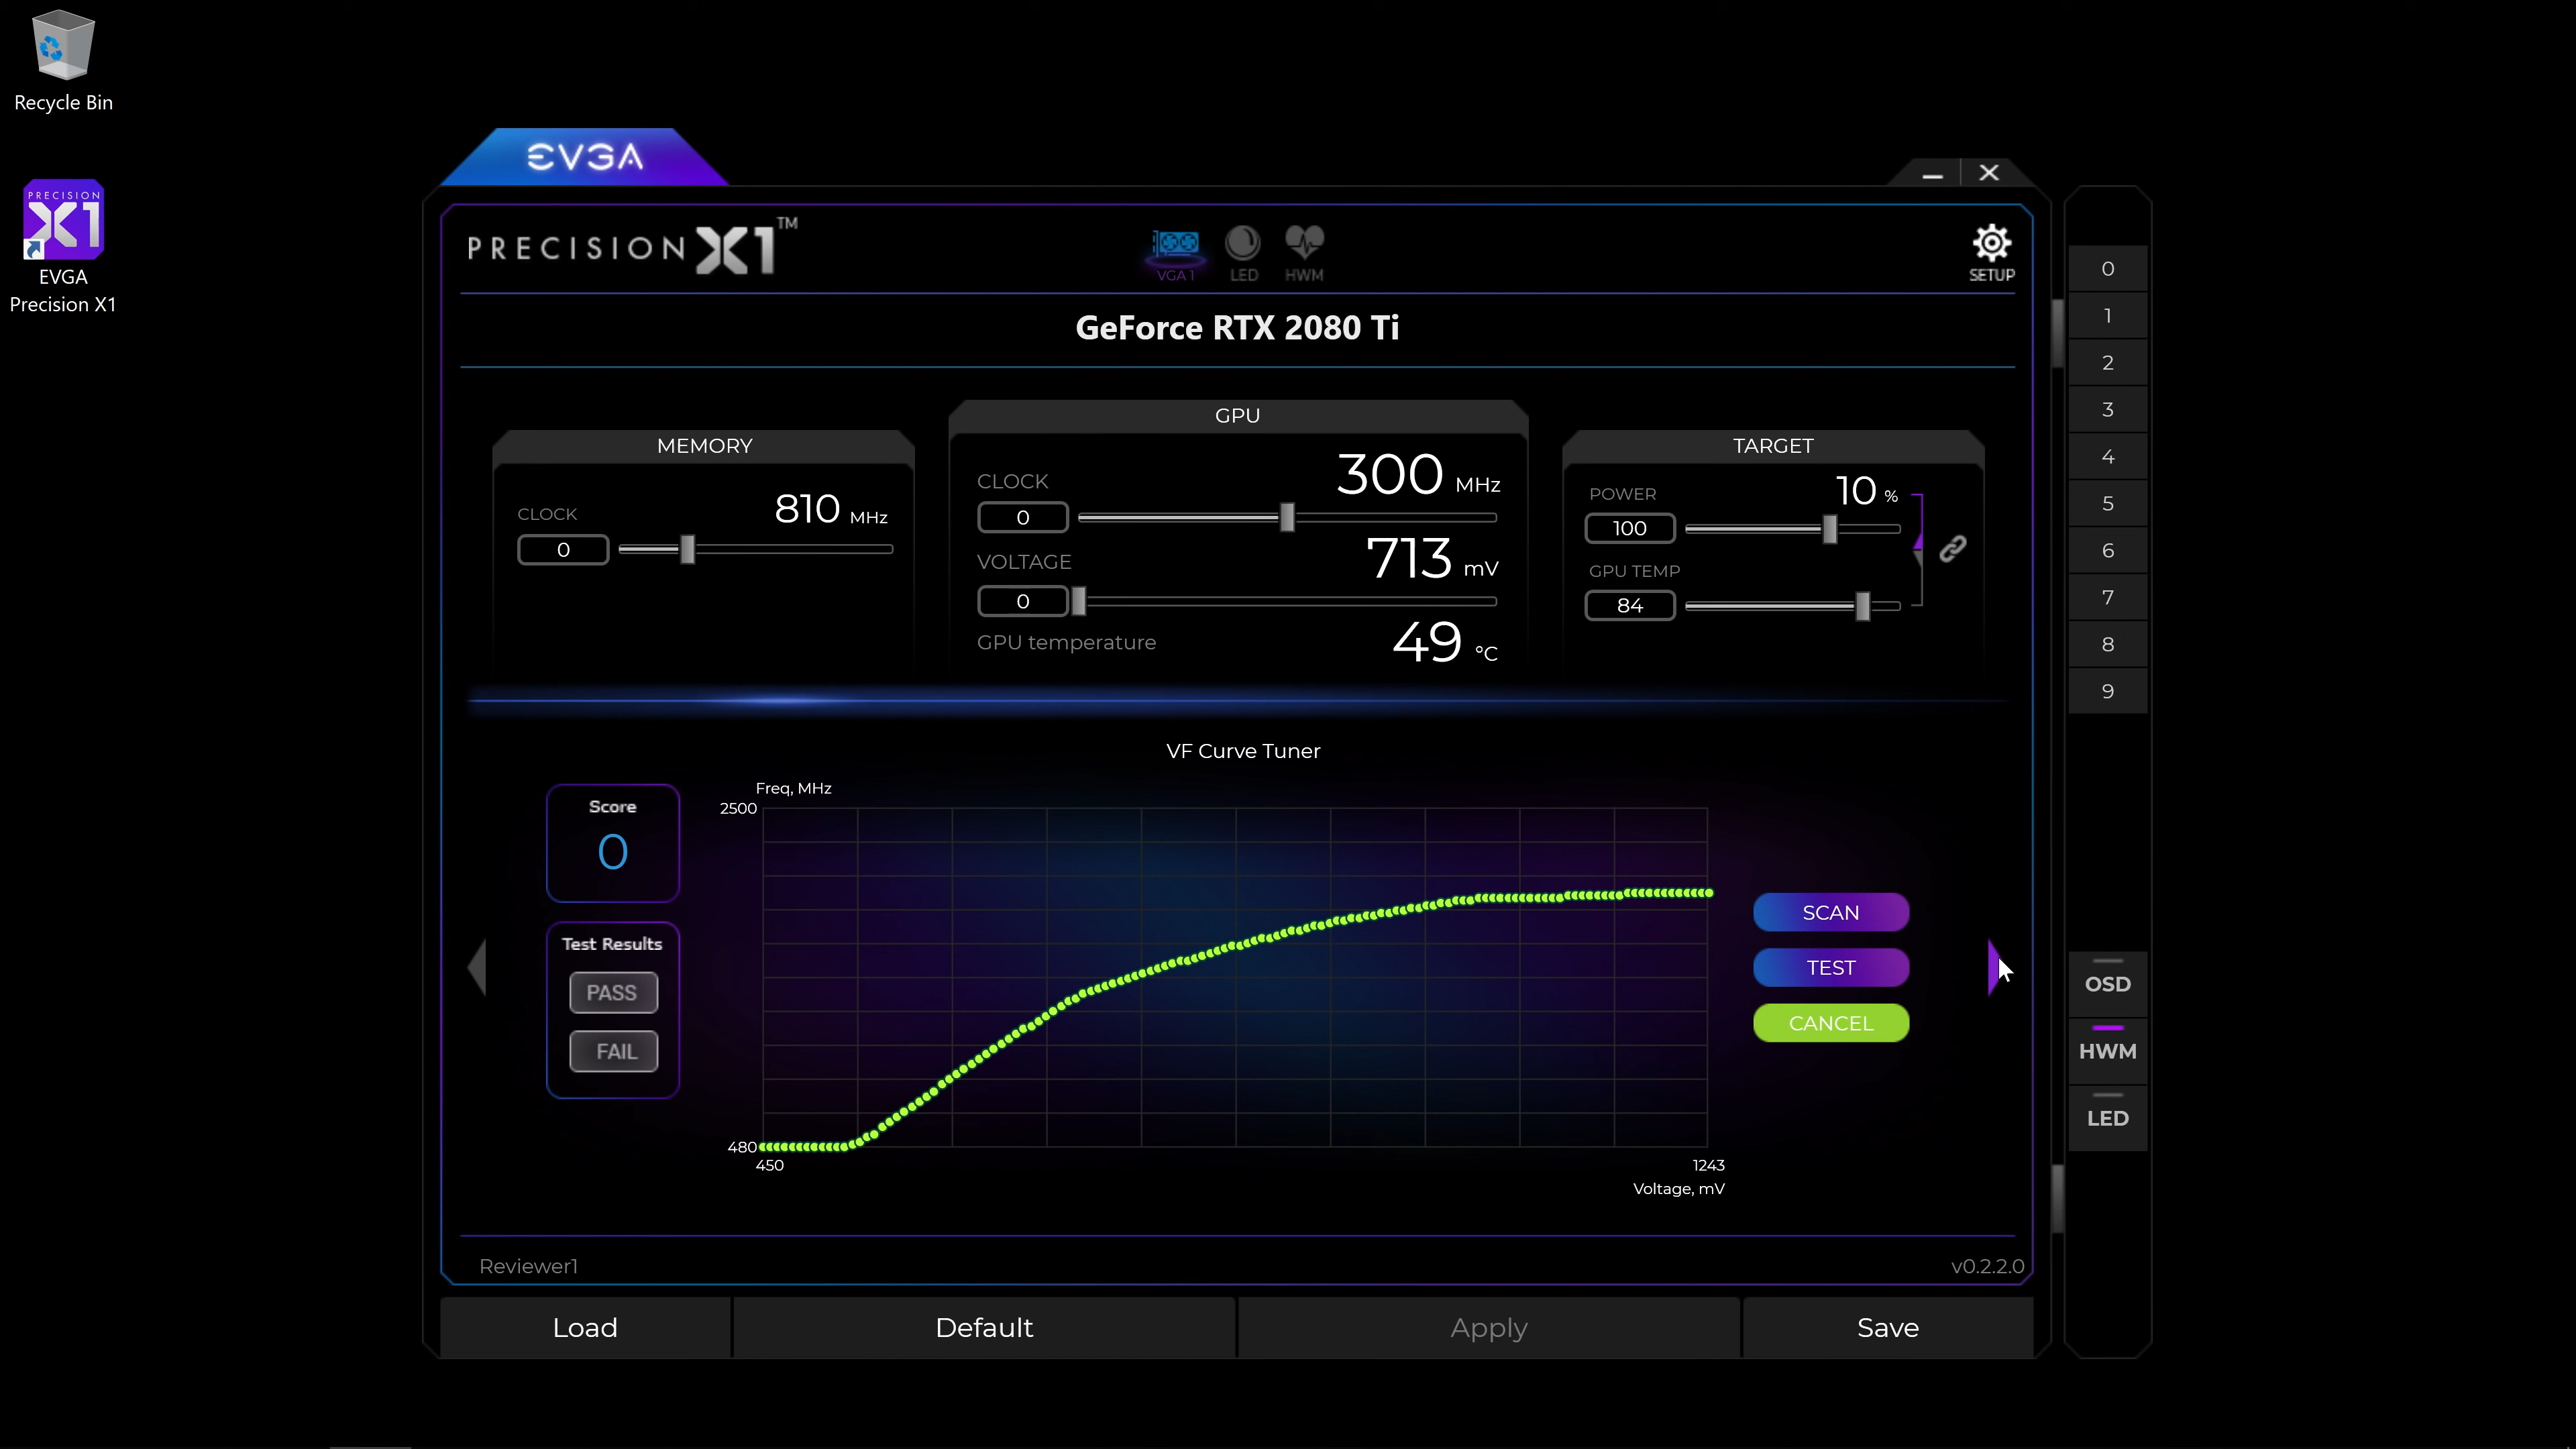 Recycle Bin
PRECISION
X1
EVGA
Precision X1
EVGA
PRECISION X1™
VGA 1
LED
HWM
SETUP
GeForce RTX 2080 Ti
MEMORY
CLOCK
810 MHz
0
GPU
CLOCK
300 MHz
0
VOLTAGE
713 mV
0
GPU temperature
49 °C
TARGET
POWER
10 %
100
GPU TEMP
84
VF Curve Tuner
Score
0
Test Results
PASS
FAIL
Freq, MHz
2500
480
450
1243
Voltage, mV
SCAN
TEST
CANCEL
Reviewer1
v0.2.2.0
Load
Default
Apply
Save
0
1
2
3
4
5
6
7
8
9
OSD
HWM
LED